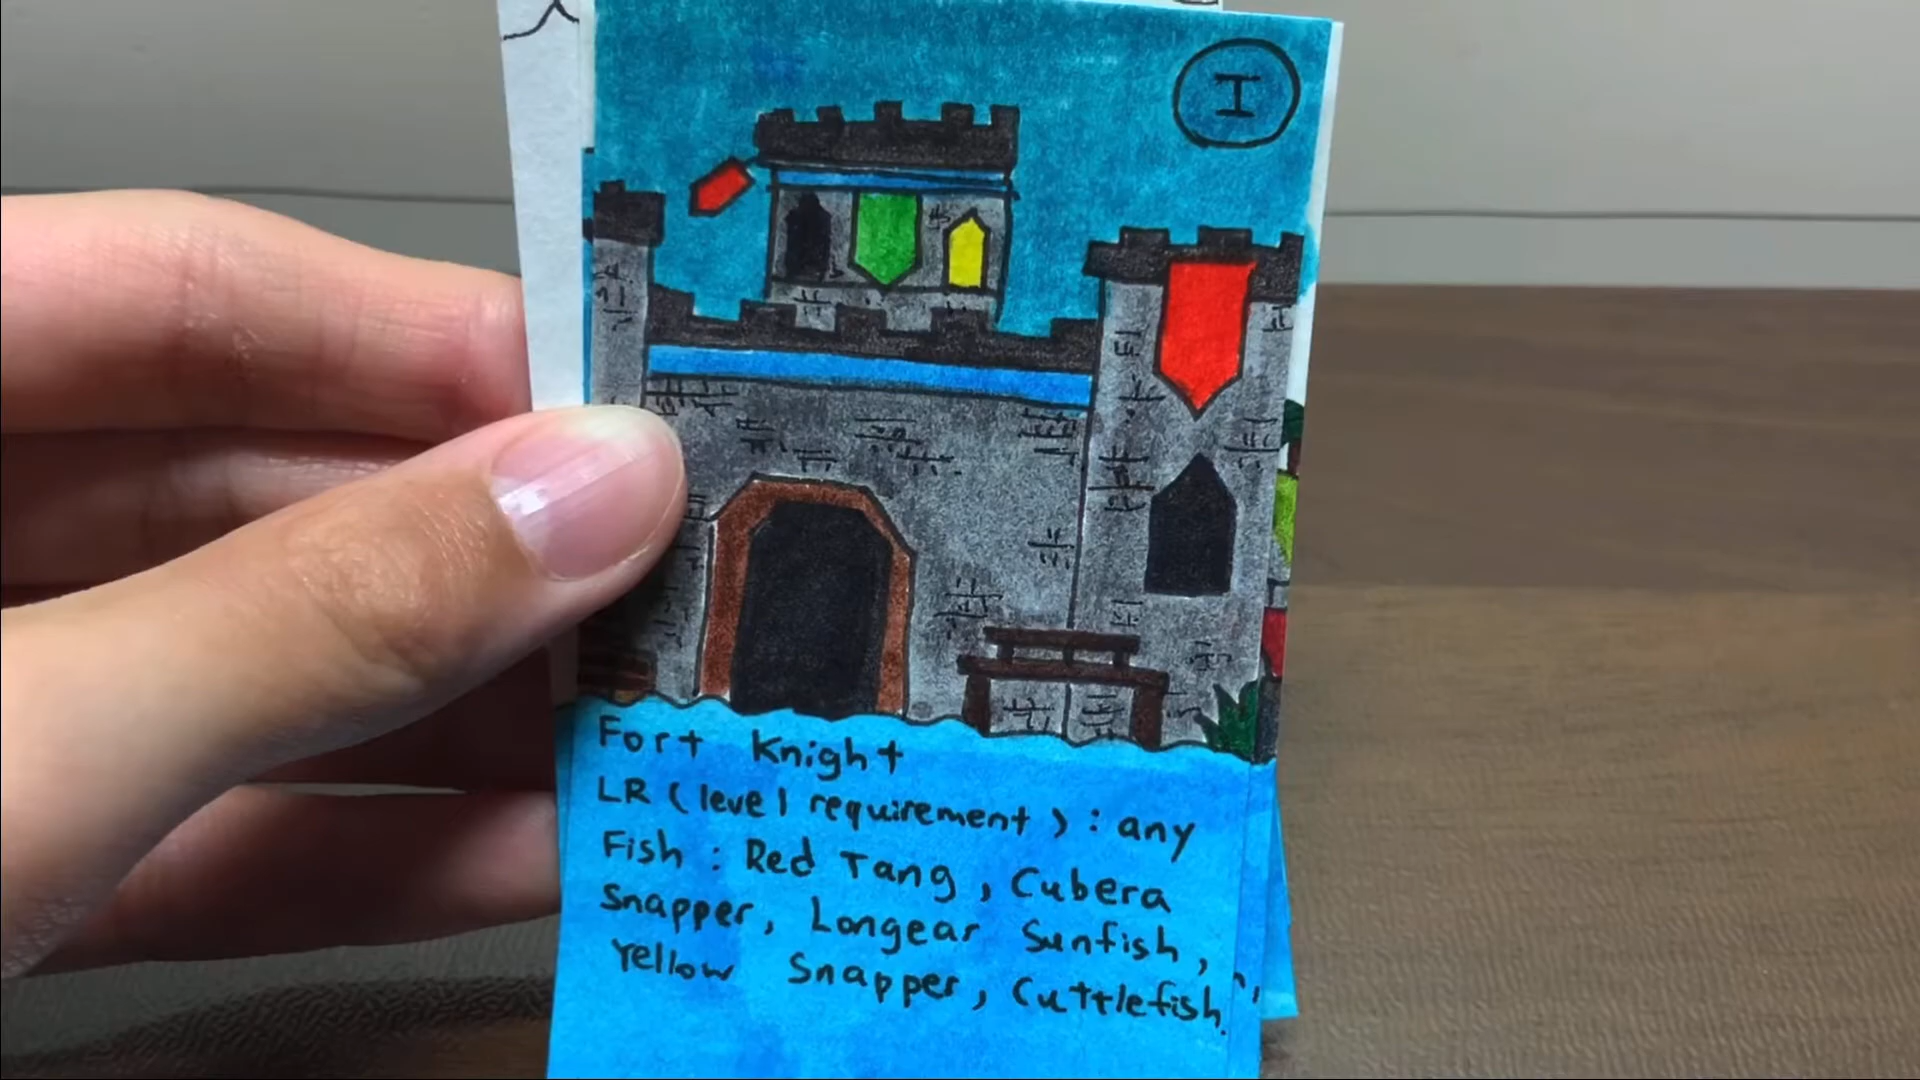 I
Fort Knight
LR (level requirement) : any
Fish : Red Tang, Cubera
Snapper, Longear Sunfish,
Yellow Snapper, Cuttlefish.